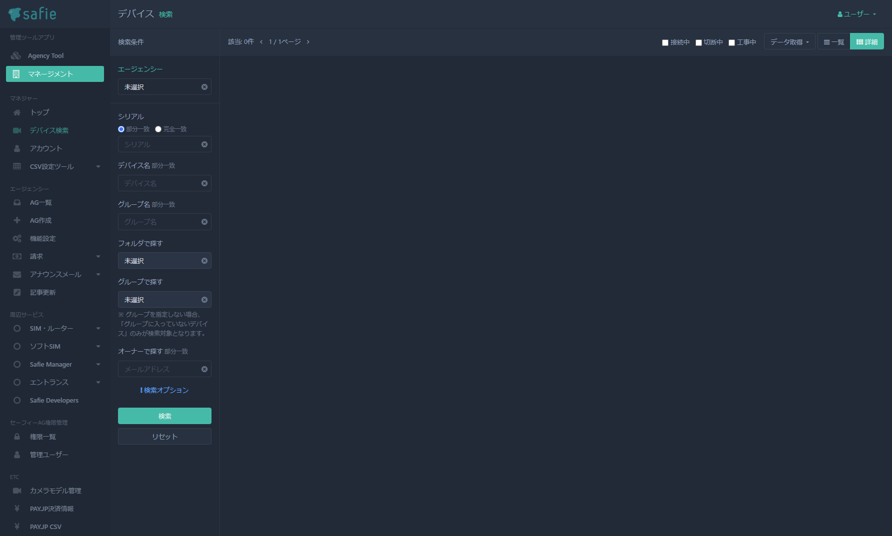 safie
管理ツールアプリ
Agency Tool
マネージメント
マネジャー
トップ
デバイス検索
アカウント
CSV設定ツール
エージェンシー
AG一覧
AG作成
機能設定
請求
アナウンスメール
記事更新
周辺サービス
SIM・ルーター
ソフトSIM
Safie Manager
エントランス
Safie Developers
セーフィーAG権限管理
権限一覧
管理ユーザー
ETC
カメラモデル管理
PAY.JP決済情報
PAY.JP CSV
デバイス 検索
ユーザー
検索条件
エージェンシー
未選択
シリアル
部分一致 完全一致
シリアル
デバイス名 部分一致
デバイス名
グループ名 部分一致
グループ名
フォルダで探す
未選択
グループで探す
未選択
※ グループを指定しない場合、
「グループに入っていないデバイ
ス」のみが検索対象となります。
オーナーで探す 部分一致
メールアドレス
検索オプション
検索
リセット
該当: 0件 ‹ 1 / 1ページ ›
接続中 切断中 工事中 データ取得 一覧 詳細